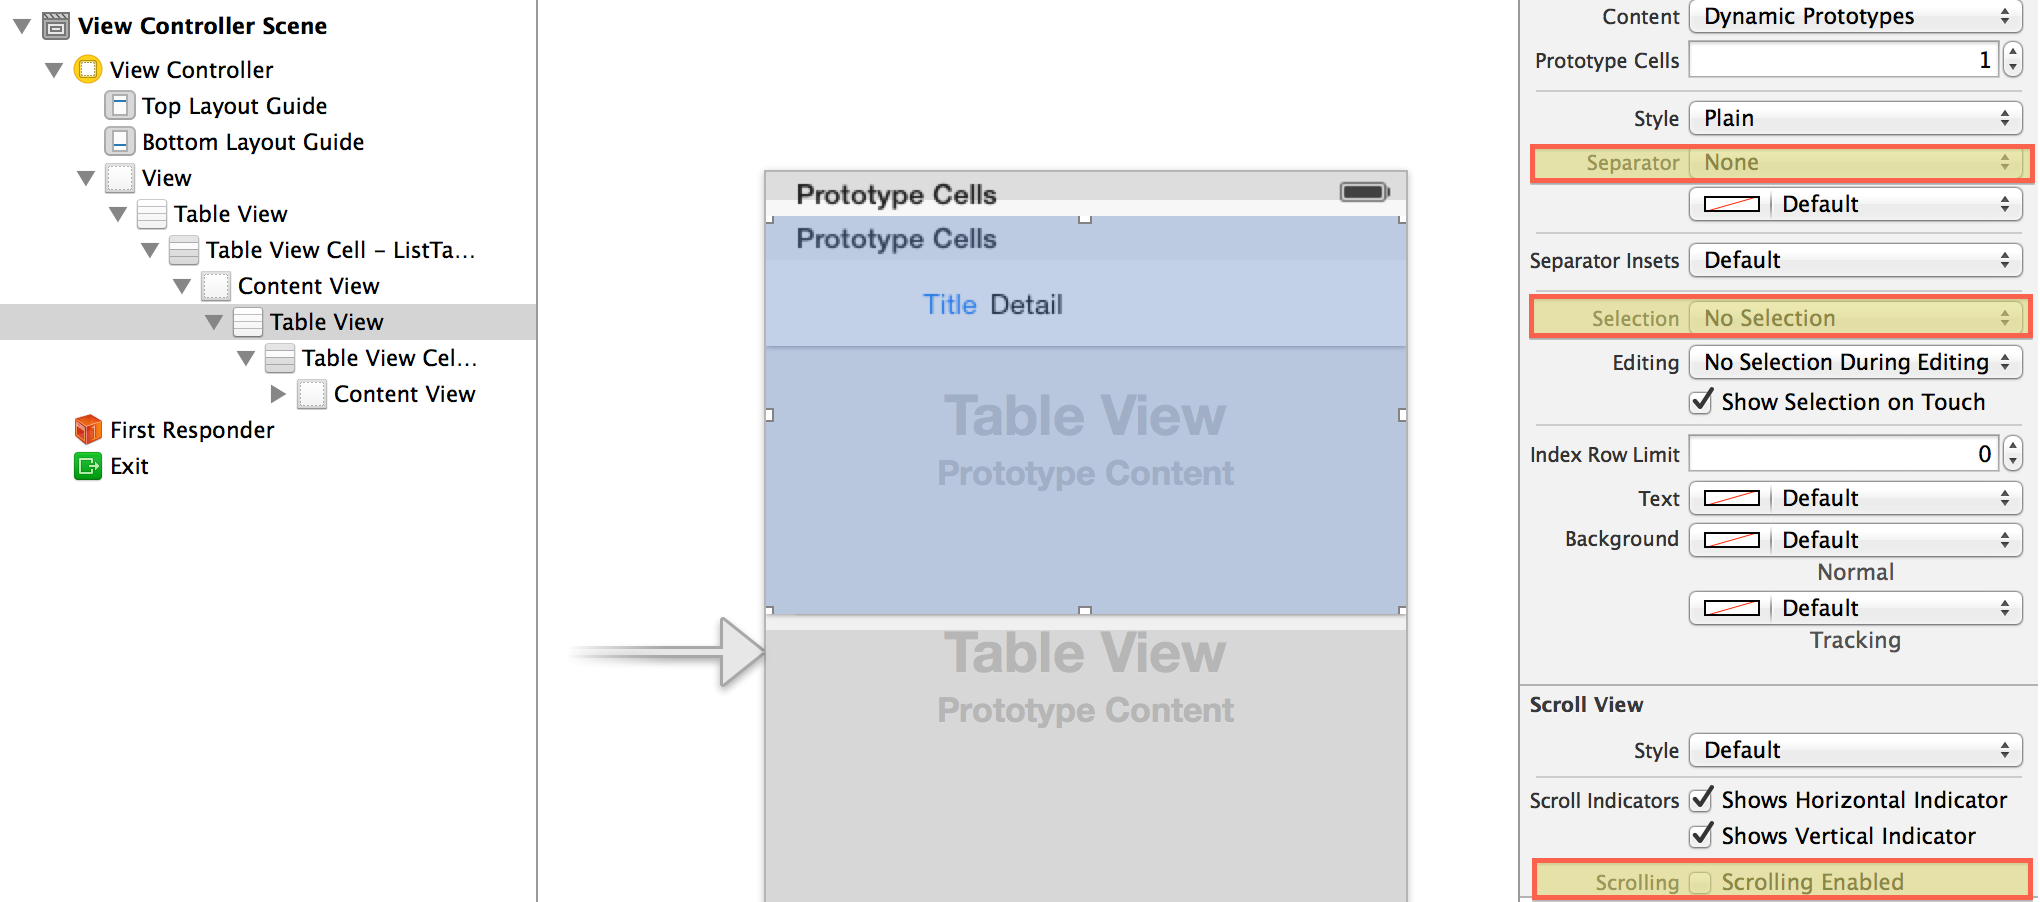 View Controller Scene
View Controller
Top Layout Guide
Bottom Layout Guide
View
Table View
Table View Cell – ListTa...
Content View
Table View
Table View Cel...
Content View
First Responder
Exit
Prototype Cells
Prototype Cells
Title Detail
Table View
Prototype Content
Table View
Prototype Content
Content Dynamic Prototypes
Prototype Cells 1
Style Plain
Separator None
Default
Separator Insets Default
Selection No Selection
Editing No Selection During Editing
Show Selection on Touch
Index Row Limit 0
Text Default
Background Default
Normal
Default
Tracking
Scroll View
Style Default
Scroll Indicators Shows Horizontal Indicator
Shows Vertical Indicator
Scrolling Scrolling Enabled